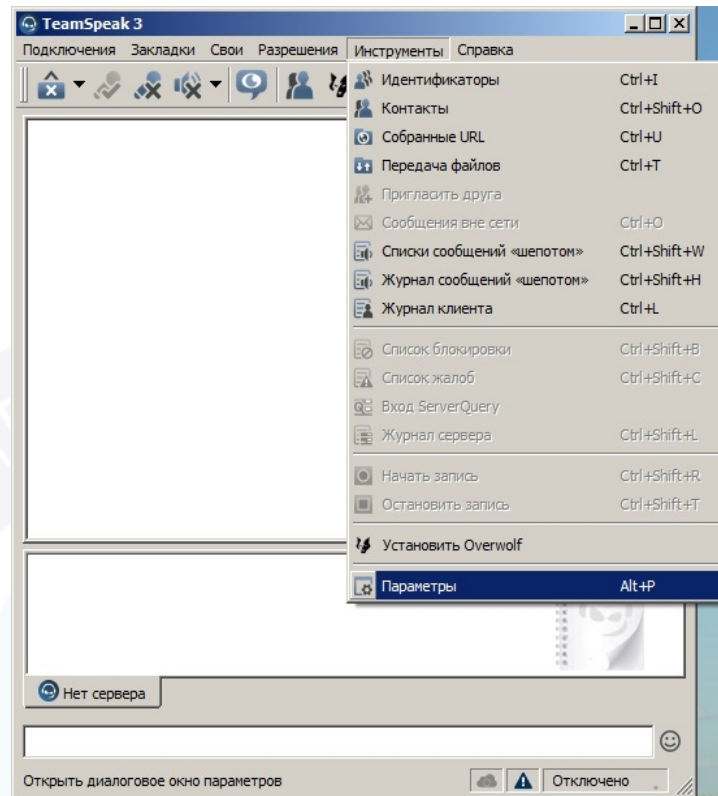 TeamSpeak 3
Подключения Закладки Свои Разрешения Инструменты Справка
Идентификаторы Ctrl+I
Контакты Ctrl+Shift+O
Собранные URL Ctrl+U
Передача файлов Ctrl+T
Пригласить друга
Сообщения вне сети Ctrl+O
Списки сообщений «шепотом» Ctrl+Shift+W
Журнал сообщений «шепотом» Ctrl+Shift+H
Журнал клиента Ctrl+L
Список блокировки Ctrl+Shift+B
Список жалоб Ctrl+Shift+C
Вход ServerQuery
Журнал сервера Ctrl+Shift+L
Начать запись Ctrl+Shift+R
Остановить запись Ctrl+Shift+T
Установить Overwolf
Параметры Alt+P
Нет сервера
Открыть диалоговое окно параметров Отключено